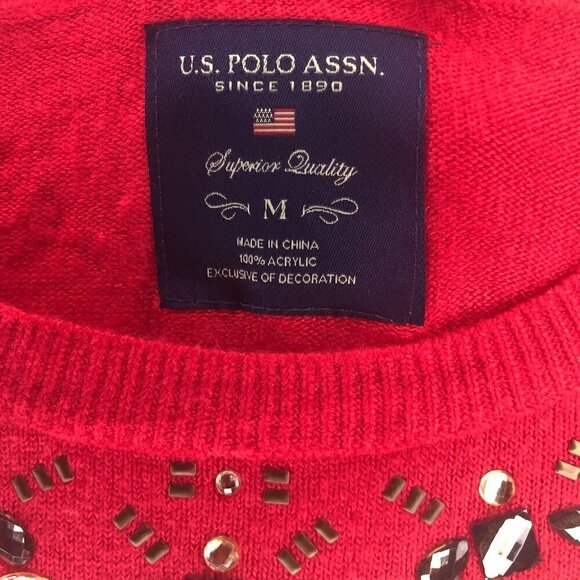 U.S. POLO ASSN.
SINCE 1890
Superior Quality
M
MADE IN CHINA
100% ACRYLIC
EXCLUSIVE OF DECORATION